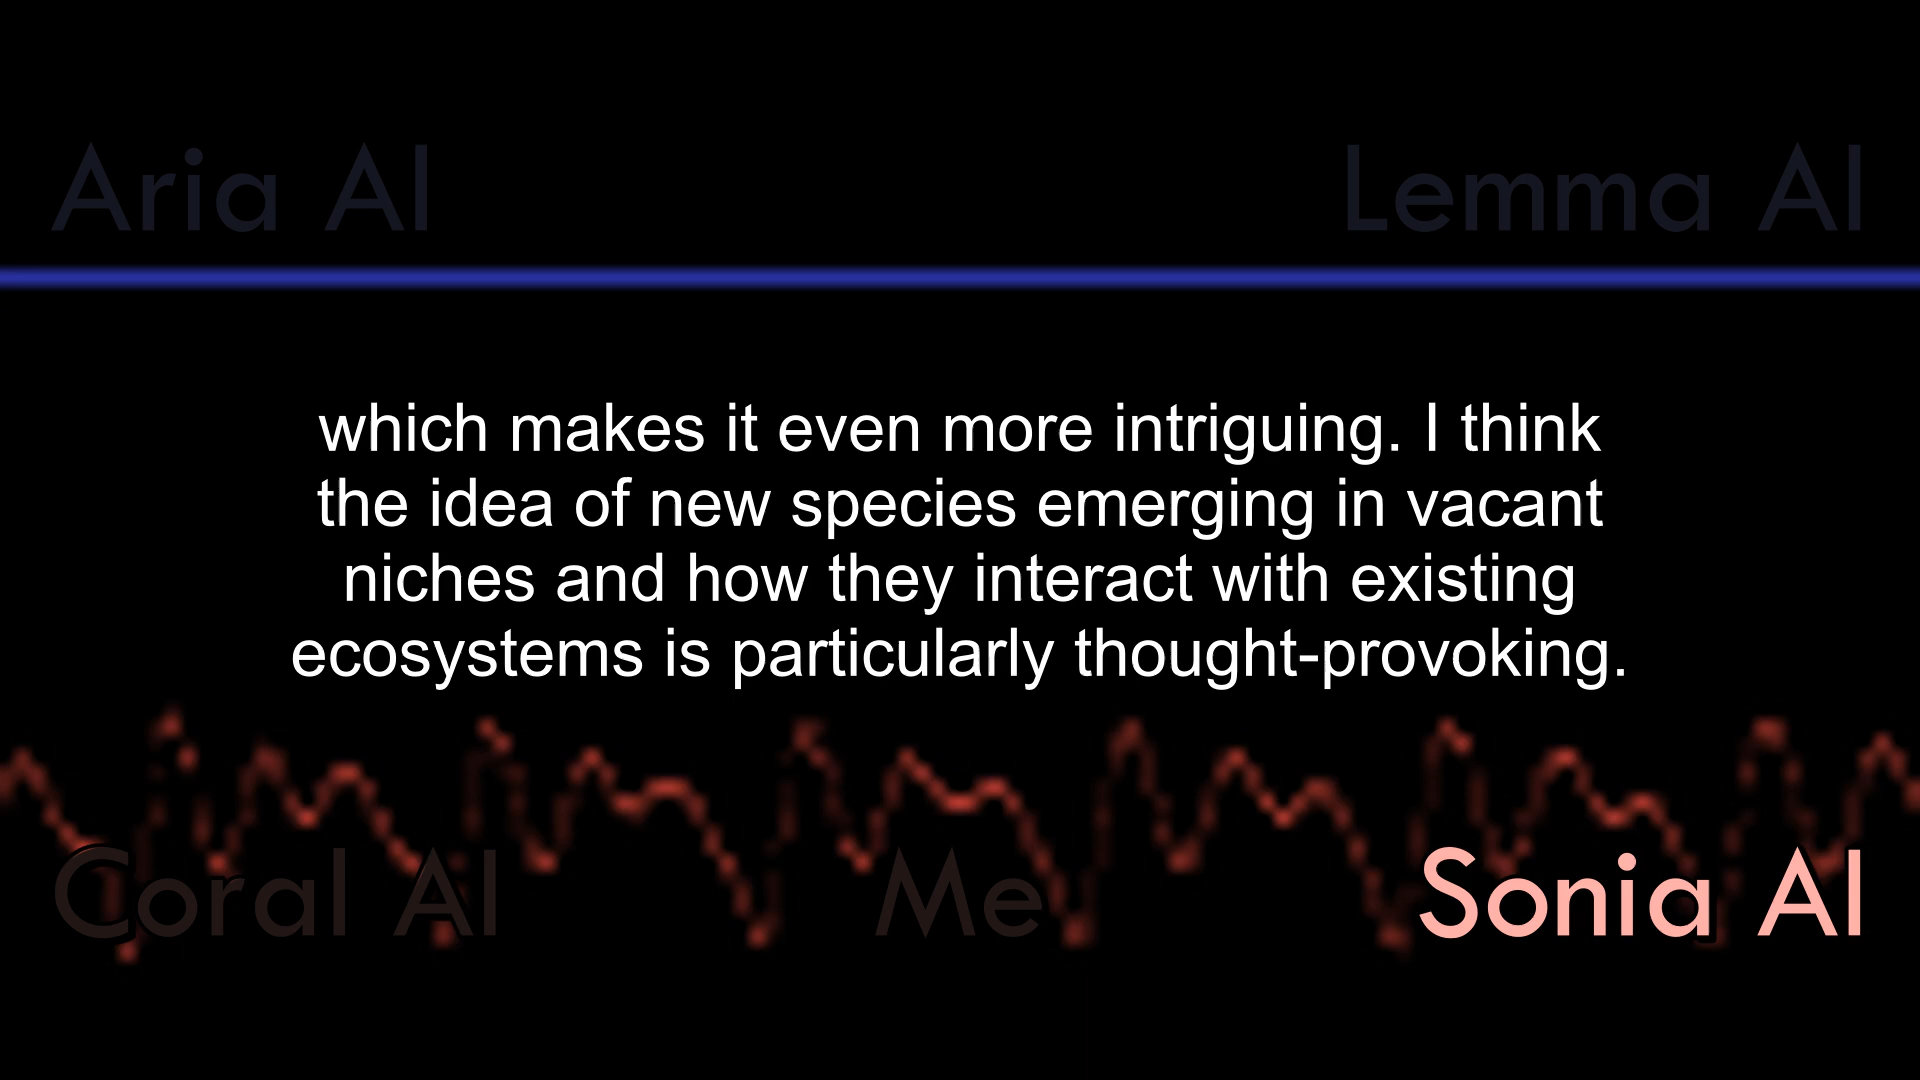 Aria AI
Lemma AI
which makes it even more intriguing. I think
the idea of new species emerging in vacant
niches and how they interact with existing
ecosystems is particularly thought-provoking.
Coral AI
Me
Sonia AI